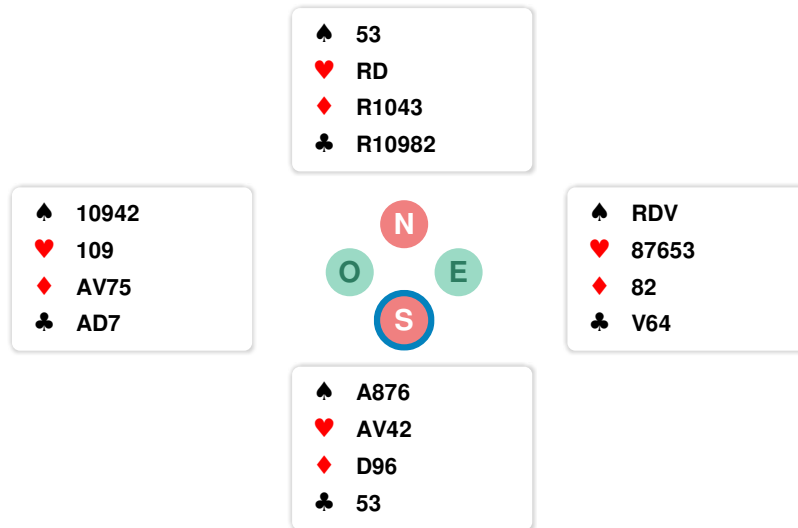 ♠ 53
♥ RD
♦ R1043
♣ R10982
♠ 10942
♥ 109
♦ AV75
♣ AD7
N
O E
S
♠ RDV
♥ 87653
♦ 82
♣ V64
♠ A876
♥ AV42
♦ D96
♣ 53